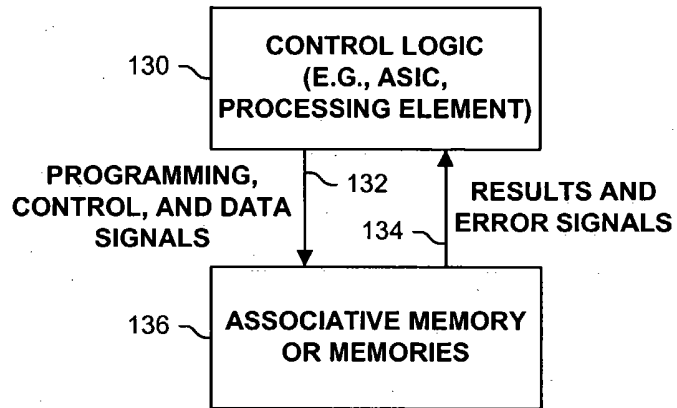 CONTROL LOGIC
(E.G., ASIC,
PROCESSING ELEMENT)
130
PROGRAMMING,
CONTROL, AND DATA
SIGNALS
132
134
RESULTS AND
ERROR SIGNALS
136
ASSOCIATIVE MEMORY
OR MEMORIES